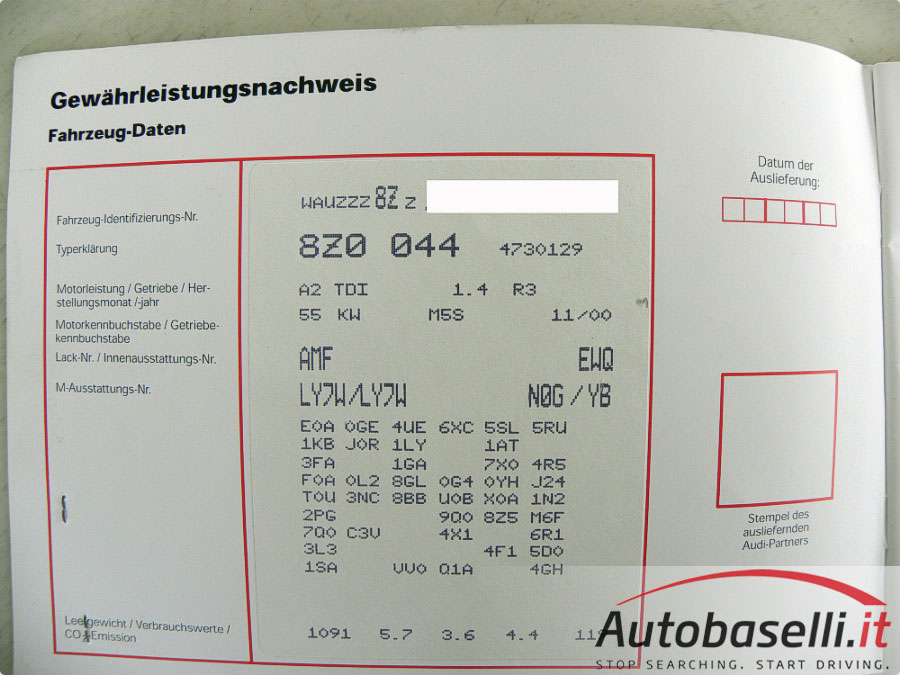 Gewährleistungsnachweis
Fahrzeug-Daten
Fahrzeug-Identifizierungs-Nr.
WAUZZZ 8Z Z
Typerklärung
8Z0 044 4730129
Motorleistung / Getriebe / Her-
stellungsmonat /-jahr
A2 TDI 1.4 R3
55 KW M5S 11/00
Motorkennbuchstabe / Getriebe-
kennbuchstabe
AMF EWQ
Lack-Nr. / Innenausstattungs-Nr.
LY7W/LY7W N0G / YB
M-Ausstattungs-Nr.
E0A 0GE 4UE 6XC 5SL 5RU
1KB J0R 1LY 1AT
3FA 1GA 7X0 4R5
F0A 0L2 8GL 0G4 0YH J24
T0U 3NC 8BB U0B X0A 1N2
2PG 9Q0 8Z5 M6F
7Q0 C3V 4X1 6R1
3L3 4F1 5D0
1SA VV0 Q1A 4GH
Leergewicht / Verbrauchswerte /
CO2-Emission
1091 5.7 3.6 4.4
Datum der
Auslieferung:
Stempel des
ausliefernden
Audi-Partners
Autobaselli.it
STOP SEARCHING. START DRIVING.